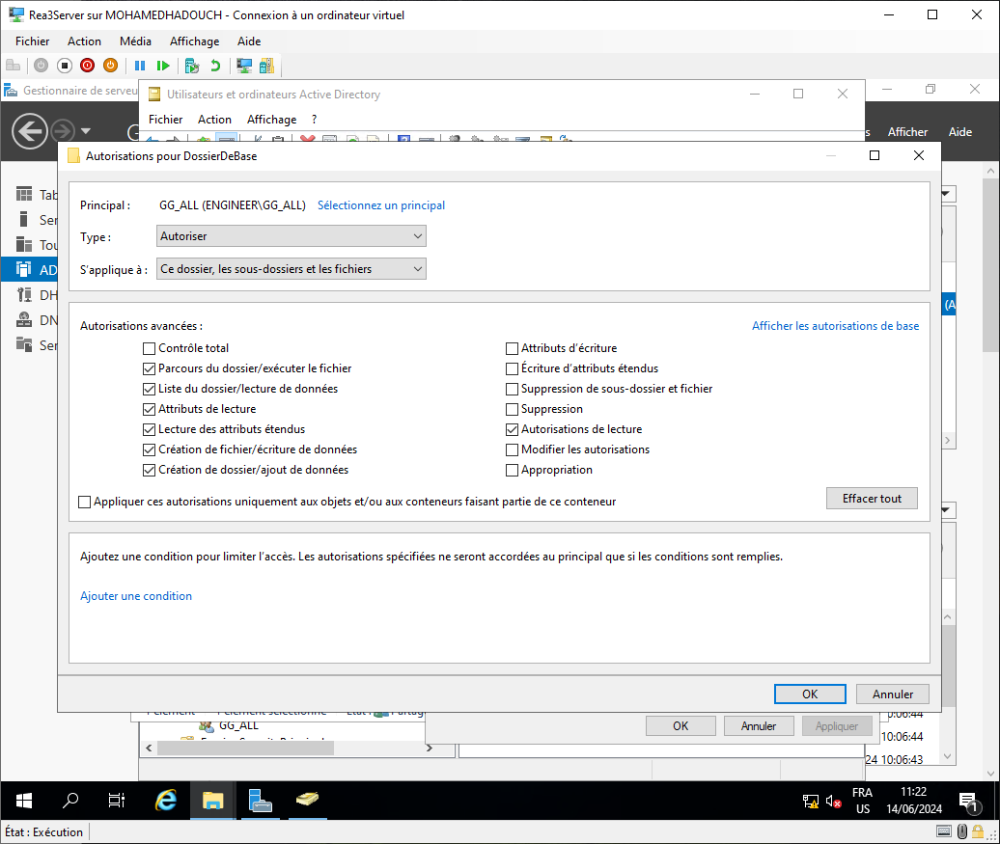 Rea3Server sur MOHAMEDHADOUCH - Connexion à un ordinateur virtuel
Fichier Action Média Affichage Aide
Gestionnaire de serveu
Utilisateurs et ordinateurs Active Directory
Fichier Action Affichage ?
s Afficher Aide
Autorisations pour DossierDeBase
Principal : GG_ALL (ENGINEER\GG_ALL) Sélectionnez un principal
Type : Autoriser
S'applique à : Ce dossier, les sous-dossiers et les fichiers
Tab
Ser
Tou
AD
DH
DN
Ser
(A
Autorisations avancées : Afficher les autorisations de base
Contrôle total Attributs d'écriture
Parcours du dossier/exécuter le fichier Écriture d'attributs étendus
Liste du dossier/lecture de données Suppression de sous-dossier et fichier
Attributs de lecture Suppression
Lecture des attributs étendus Autorisations de lecture
Création de fichier/écriture de données Modifier les autorisations
Création de dossier/ajout de données Appropriation
Appliquer ces autorisations uniquement aux objets et/ou aux conteneurs faisant partie de ce conteneur Effacer tout
Ajoutez une condition pour limiter l'accès. Les autorisations spécifiées ne seront accordées au principal que si les conditions sont remplies.
Ajouter une condition
OK Annuler
GG_ALL
OK Annuler Appliquer
10:06:44
10:06:44
24 10:06:43
FRA 11:22
US 14/06/2024
1
État : Exécution